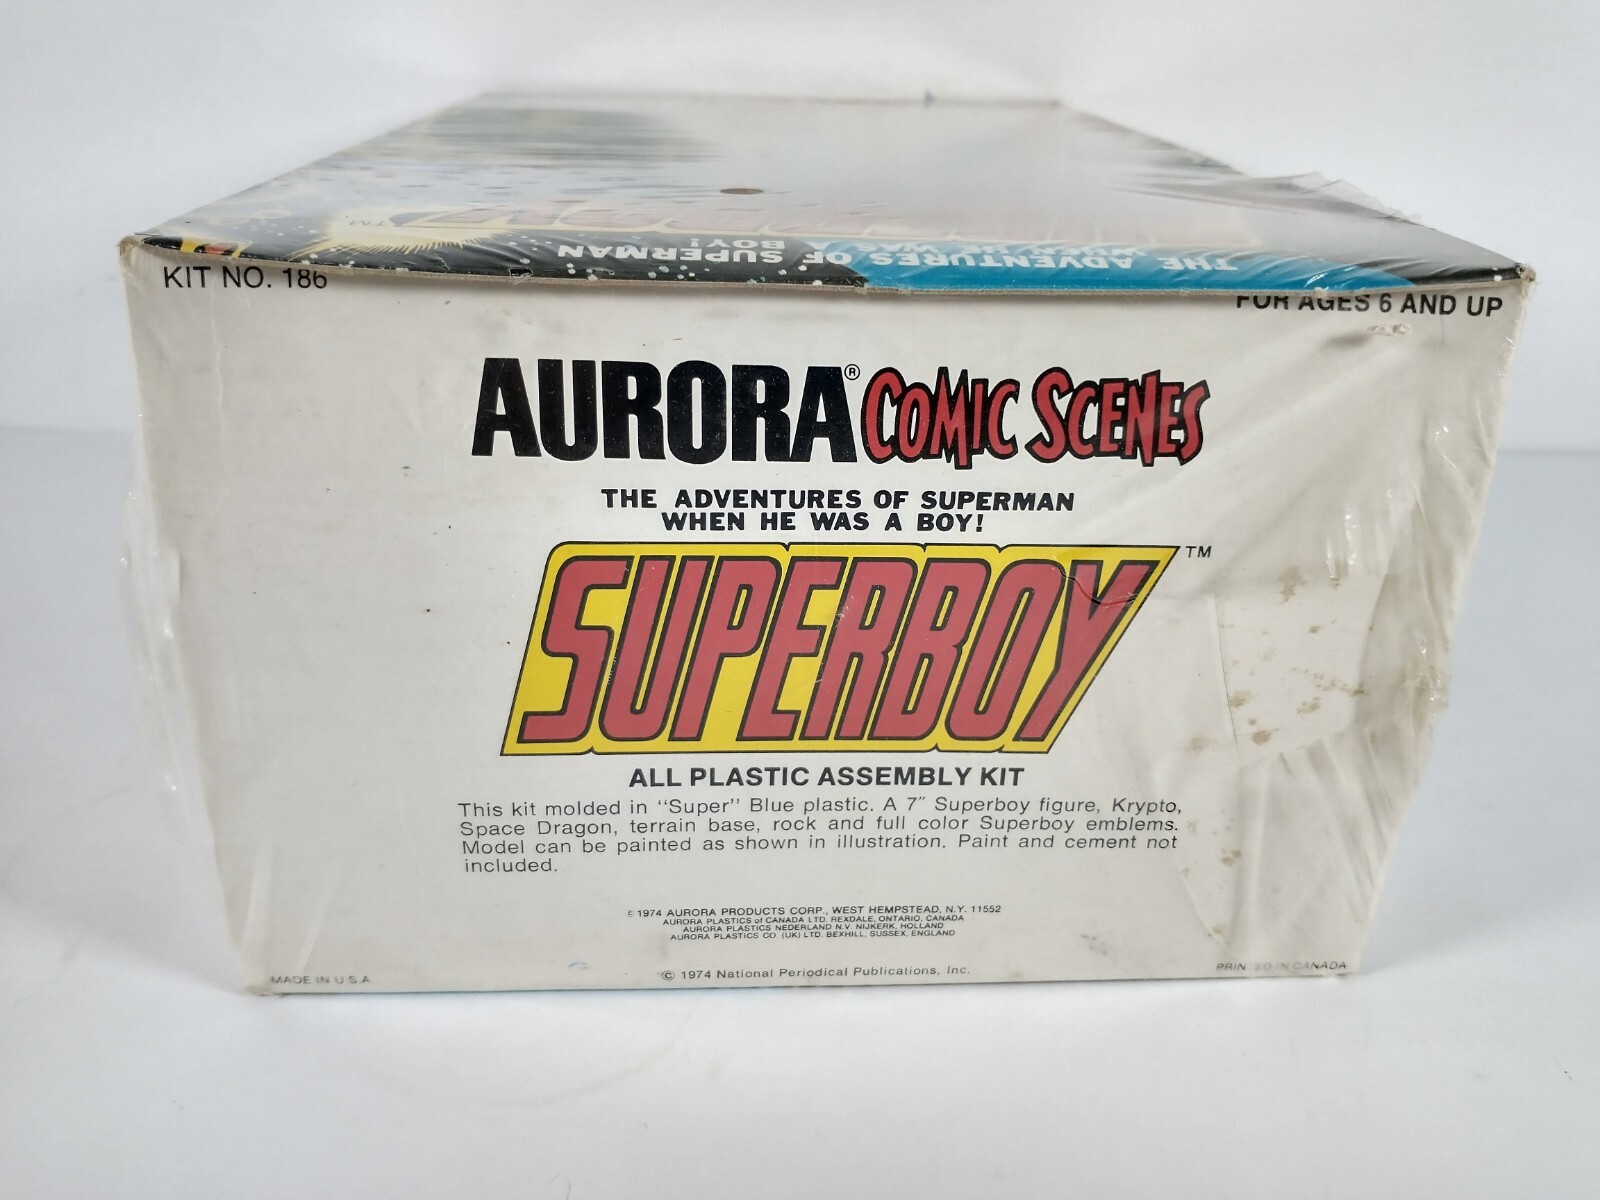 THE ADVENTURES OF SUPERMAN
WHEN HE WAS A BOY!
KIT NO. 186
FOR AGES 6 AND UP
AURORA® COMIC SCENES
THE ADVENTURES OF SUPERMAN
WHEN HE WAS A BOY!
SUPERBOY™
ALL PLASTIC ASSEMBLY KIT
This kit molded in "Super" Blue plastic. A 7" Superboy figure, Krypto,
Space Dragon, terrain base, rock and full color Superboy emblems.
Model can be painted as shown in illustration. Paint and cement not
included.
© 1974 AURORA PRODUCTS CORP., WEST HEMPSTEAD, N.Y. 11552
AURORA PLASTICS of CANADA LTD. REXDALE, ONTARIO, CANADA
AURORA PLASTICS NEDERLAND N.V. NIJKERK, HOLLAND
AURORA PLASTICS CO. (UK) LTD. BEXHILL, SUSSEX, ENGLAND
MADE IN U.S.A.
© 1974 National Periodical Publications, Inc.
PRINTED IN CANADA